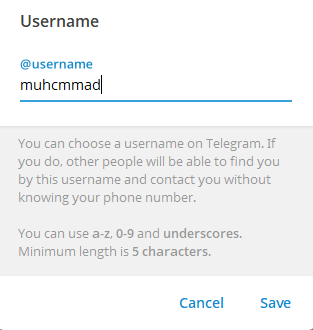 Username
@username
muhcmmad
You can choose a username on Telegram. If
you do, other people will be able to find you
by this username and contact you without
knowing your phone number.
You can use a-z, 0-9 and underscores.
Minimum length is 5 characters.
Cancel Save